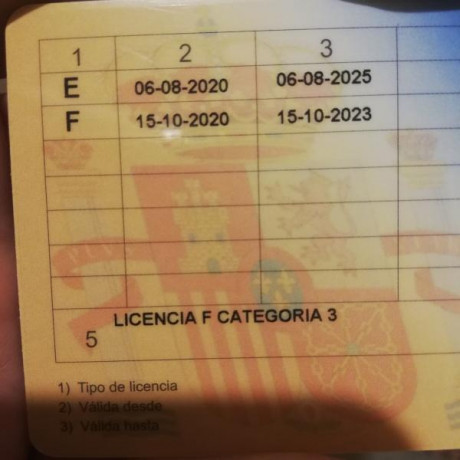 1 2 3
E 06-08-2020 06-08-2025
F 15-10-2020 15-10-2023
5 LICENCIA F CATEGORIA 3
1) Tipo de licencia
2) Válida desde
3) Válida hasta